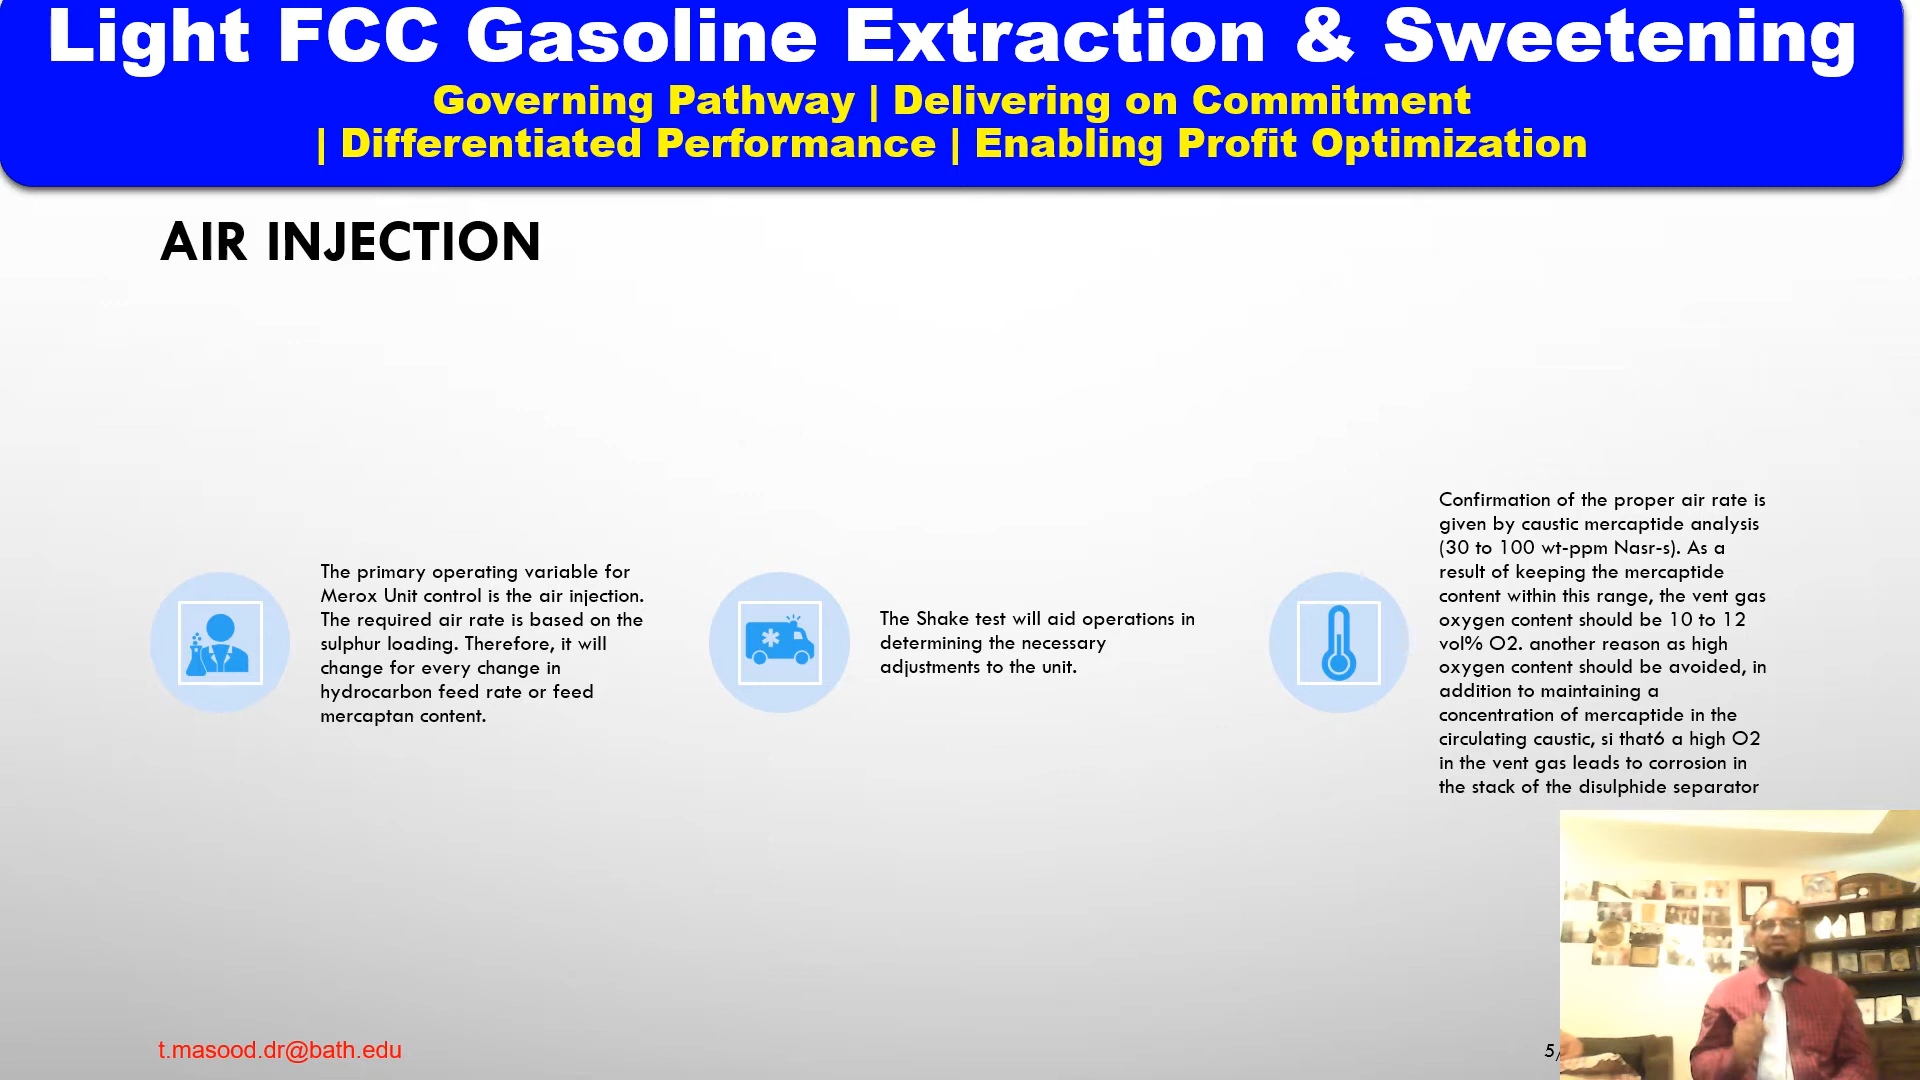 Light FCC Gasoline Extraction & Sweetening
Governing Pathway | Delivering on Commitment
| Differentiated Performance | Enabling Profit Optimization
AIR INJECTION
The primary operating variable for
Merox Unit control is the air injection.
The required air rate is based on the
sulphur loading. Therefore, it will
change for every change in
hydrocarbon feed rate or feed
mercaptan content.
The Shake test will aid operations in
determining the necessary
adjustments to the unit.
Confirmation of the proper air rate is
given by caustic mercaptide analysis
(30 to 100 wt-ppm Nasr-s). As a
result of keeping the mercaptide
content within this range, the vent gas
oxygen content should be 10 to 12
vol% O2. another reason as high
oxygen content should be avoided, in
addition to maintaining a
concentration of mercaptide in the
circulating caustic, si that6 a high O2
in the vent gas leads to corrosion in
the stack of the disulphide separator
t.masood.dr@bath.edu
5/